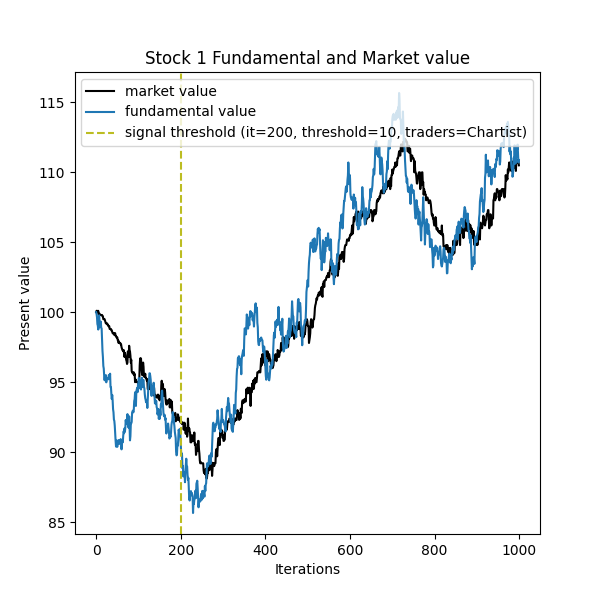 Stock 1 Fundamental and Market value
market value
fundamental value
signal threshold (it=200, threshold=10, traders=Chartist)
Present value
115
110
105
100
95
90
85
0 200 400 600 800 1000
Iterations